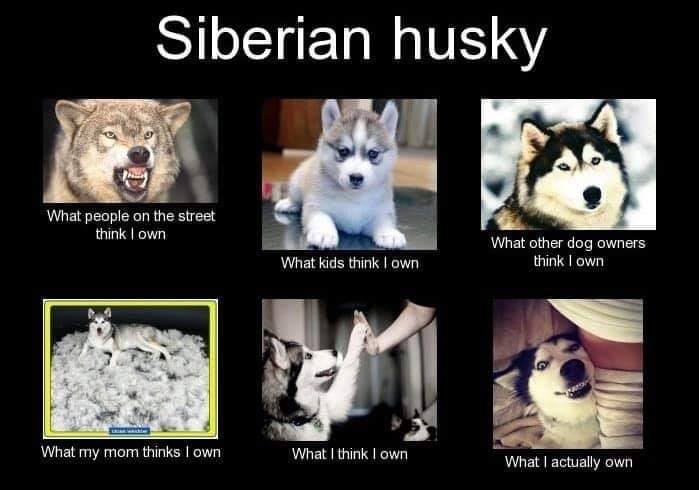 Siberian husky
What people on the street
think I own
What kids think I own
What other dog owners
think I own
What my mom thinks I own
What I think I own
What I actually own